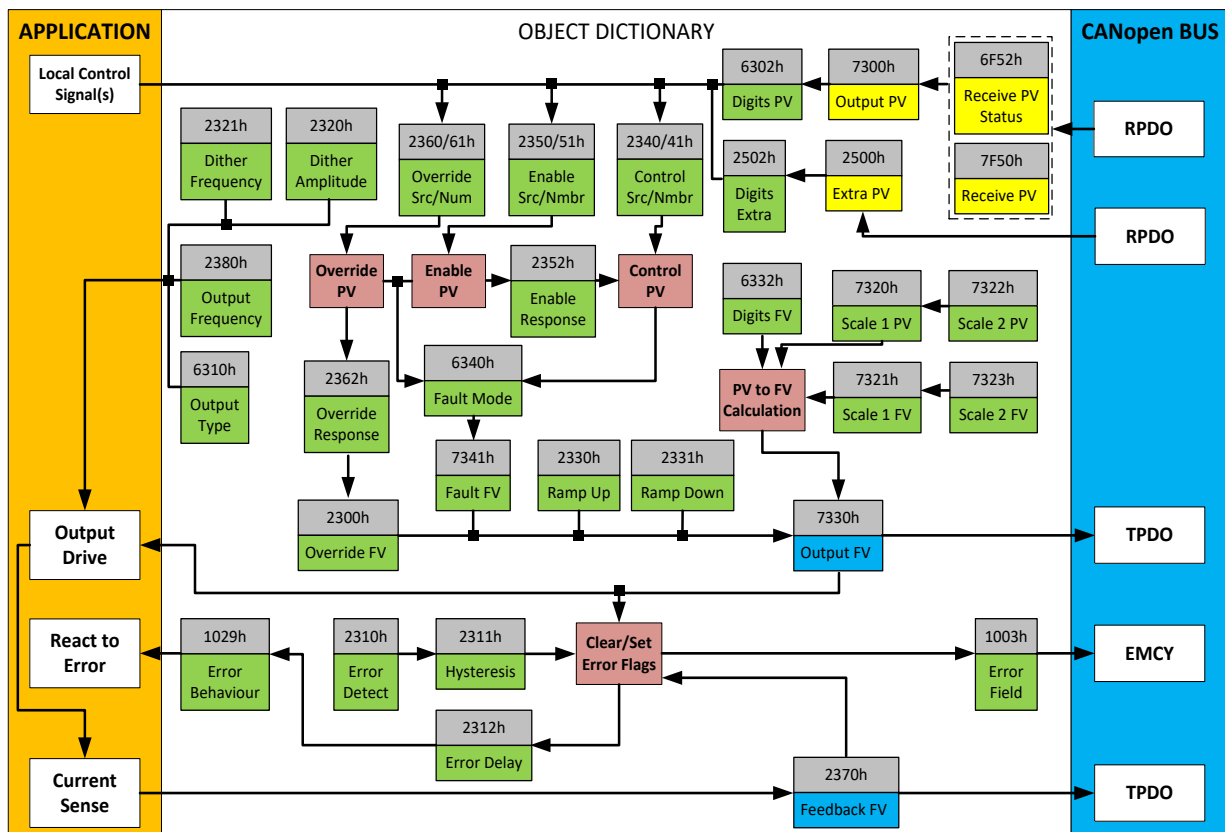 APPLICATION
OBJECT DICTIONARY
CANopen BUS
Local Control
Signal(s)
6302h
Digits PV
7300h
Output PV
6F52h
Receive PV
Status
7F50h
Receive PV
RPDO
2321h
Dither
Frequency
2320h
Dither
Amplitude
2360/61h
Override
Src/Num
2350/51h
Enable
Src/Nmbr
2340/41h
Control
Src/Nmbr
2502h
Digits
Extra
2500h
Extra PV
RPDO
2380h
Output
Frequency
Override
PV
Enable
PV
2352h
Enable
Response
Control
PV
6332h
Digits FV
7320h
Scale 1 PV
7322h
Scale 2 PV
6310h
Output
Type
2362h
Override
Response
6340h
Fault Mode
PV to FV
Calculation
7321h
Scale 1 FV
7323h
Scale 2 FV
7341h
Fault FV
2330h
Ramp Up
2331h
Ramp Down
Output
Drive
2300h
Override FV
7330h
Output FV
TPDO
React to
Error
1029h
Error
Behaviour
2310h
Error
Detect
2311h
Hysteresis
Clear/Set
Error Flags
1003h
Error
Field
EMCY
2312h
Error Delay
Current
Sense
2370h
Feedback FV
TPDO